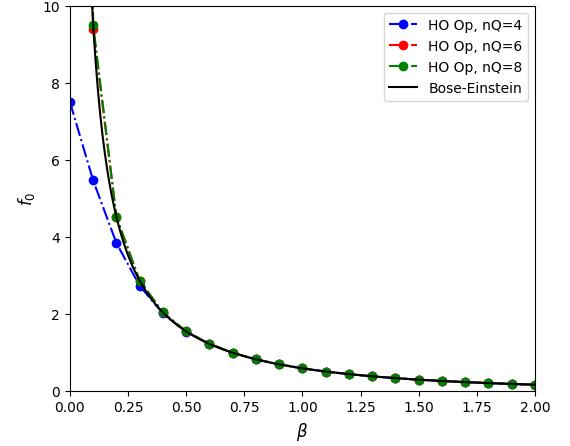 HO Op, nQ=4
HO Op, nQ=6
HO Op, nQ=8
Bose-Einstein
10
8
6
4
2
0
f₀
0.00 0.25 0.50 0.75 1.00 1.25 1.50 1.75 2.00
β